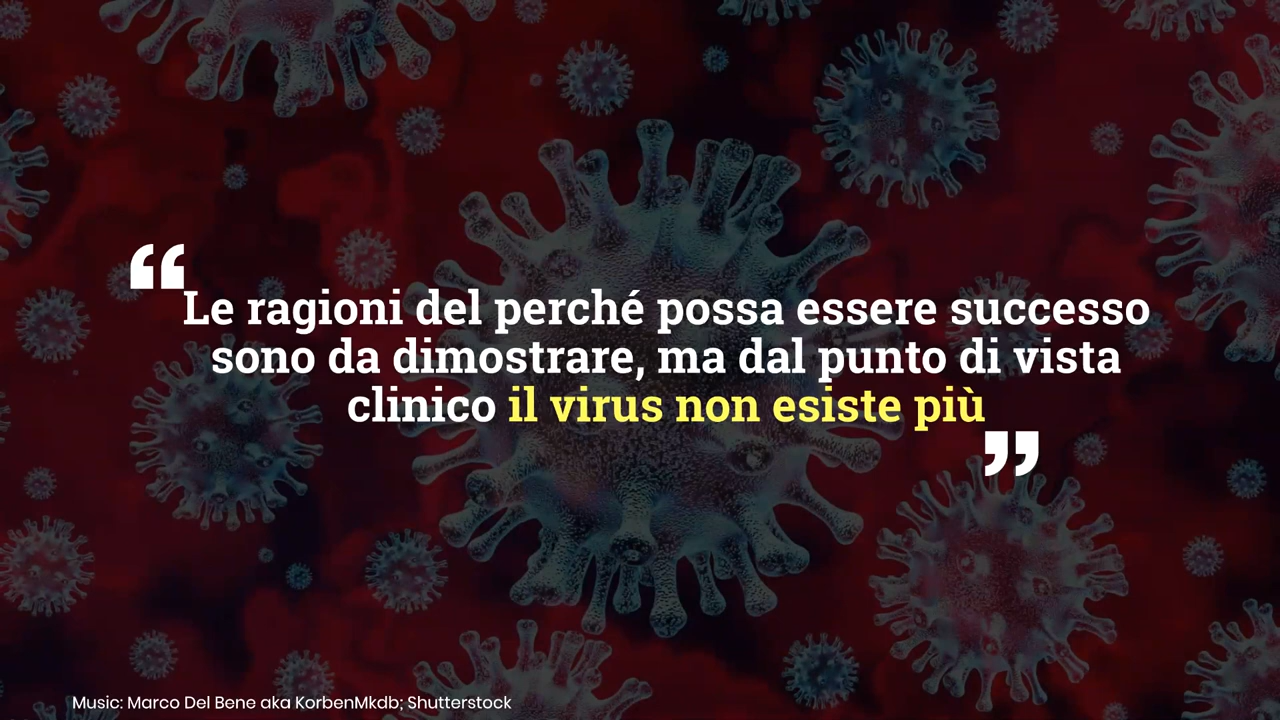 “Le ragioni del perché possa essere successo
sono da dimostrare, ma dal punto di vista
clinico il virus non esiste più”
Music: Marco Del Bene aka KorbenMkdb; Shutterstock